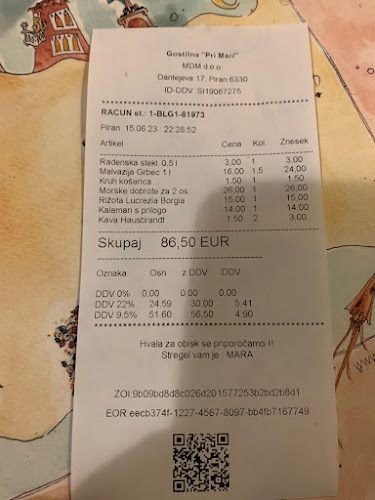 Gostilna "Pri Mari"
MDM d.o.o.
Dantejeva 17, Piran 6330
ID-DDV SI19067275
RACUN št.: 1-BLG1-61973
Piran 15.06.23 : 22:28:52
Artikel Cena Kol. Znesek
Radenska stekl. 0,5 l 3,00 1 3,00
Malvazija Grbec 1 l 16,00 1,5 24,00
Kruh košarica 1,50 1 1,50
Morske dobrote za 2 os. 26,00 1 26,00
Rižota Lucrezia Borgia 15,00 1 15,00
Kalamari s prilogo 14,00 1 14,00
Kava Hausbrandt 1,50 2 3,00
Skupaj 86,50 EUR
Oznaka Osn z DDV DDV
DDV 0% 0,00 0,00 0,00
DDV 22% 24,59 30,00 5,41
DDV 9,5% 51,60 56,50 4,90
Hvala za obisk se priporočamo !!
Stregel vam je : MARA
ZOI:9b09bd8d8c026d201577253b2bd2b8d1
EOR:eecb374f-1227-4567-8097-bb4fb7167749